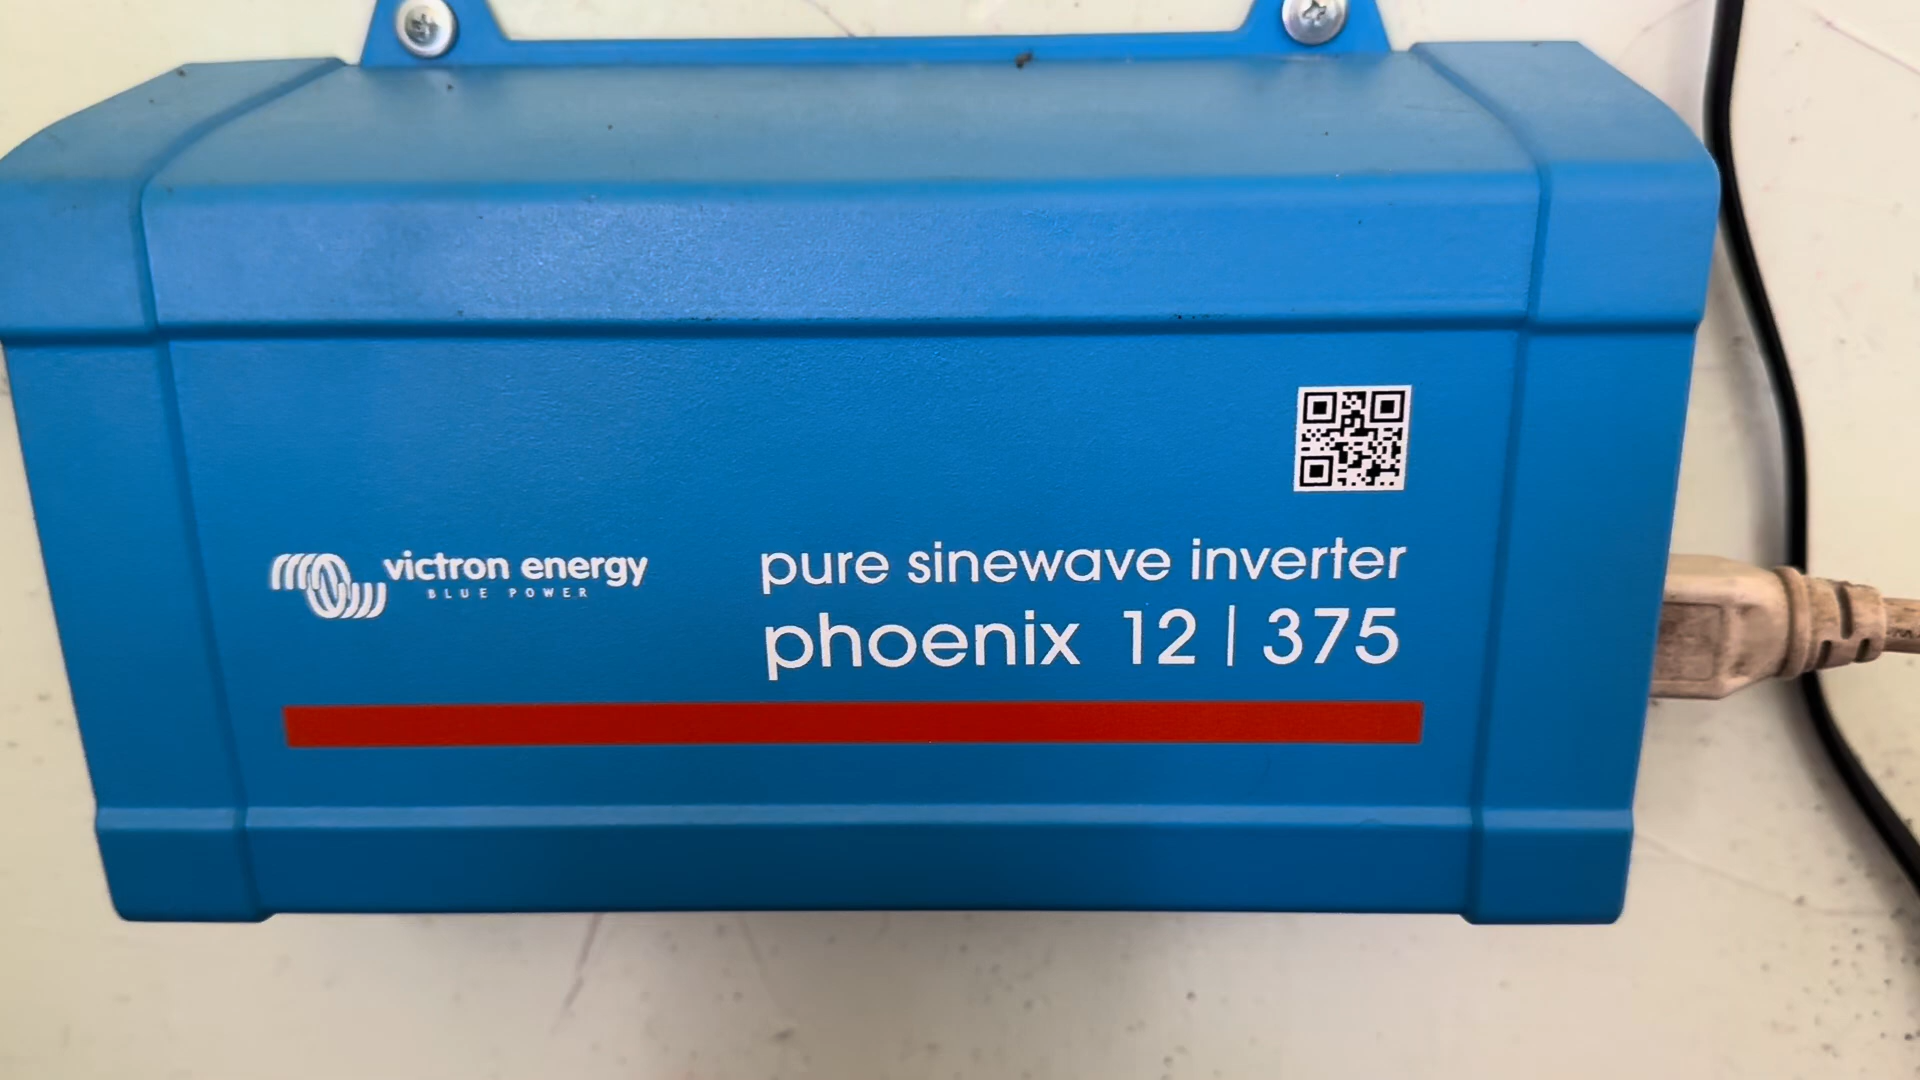 victron energy
BLUE POWER
pure sinewave inverter
phoenix 12 | 375